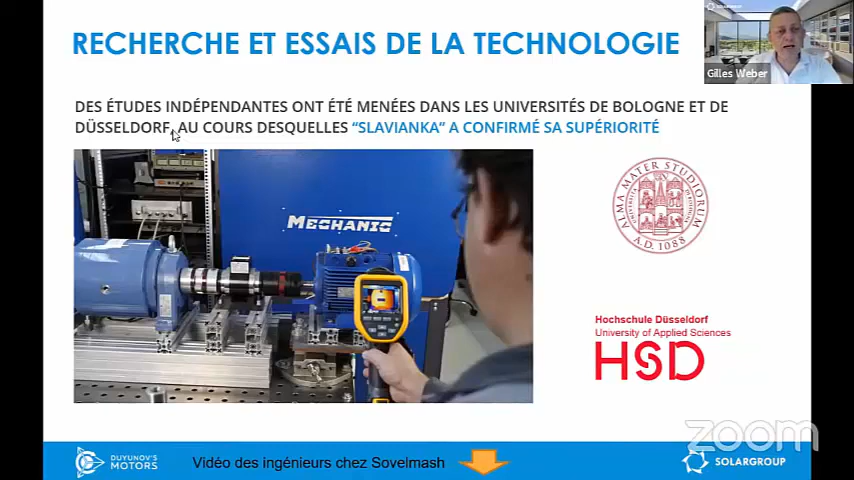 RECHERCHE ET ESSAIS DE LA TECHNOLOGIE
SOLARGROUP
Gilles Weber
DES ÉTUDES INDÉPENDANTES ONT ÉTÉ MENÉES DANS LES UNIVERSITÉS DE BOLOGNE ET DE
DÜSSELDORF, AU COURS DESQUELLES “SLAVIANKA” A CONFIRMÉ SA SUPÉRIORITÉ
MECHANIC
ALMA MATER STUDIORUM
A.D. 1088
Hochschule Düsseldorf
University of Applied Sciences
HSD
zoom
DUYUNOV'S
MOTORS
Vidéo des ingénieurs chez Sovelmash
SOLARGROUP